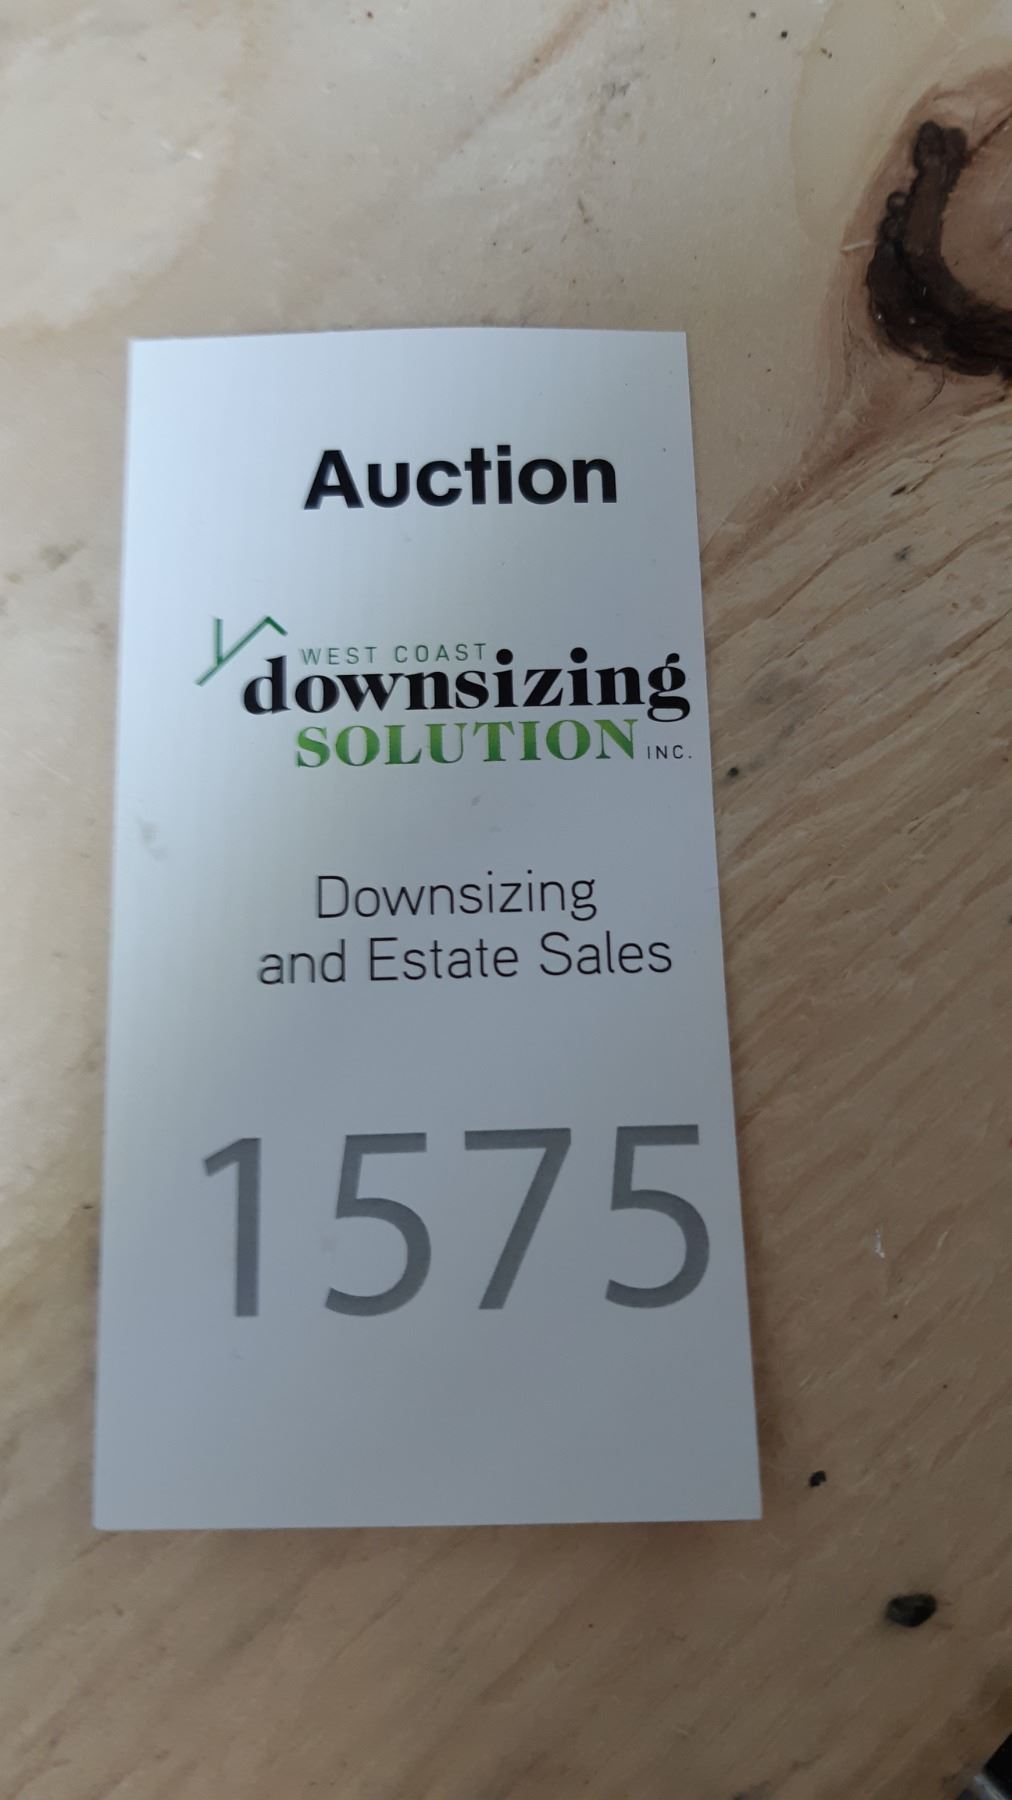 Auction
WEST COAST
downsizing
SOLUTION INC.
Downsizing
and Estate Sales
1575